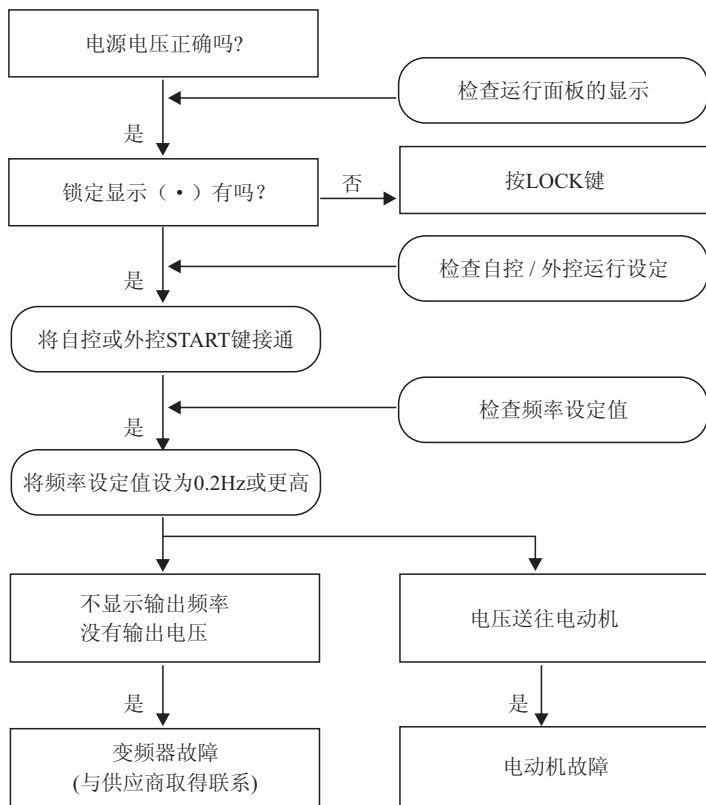 电源电压正确吗?
检查运行面板的显示
是
锁定显示（•）有吗?
否
按LOCK键
检查自控 / 外控运行设定
是
将自控或外控START键接通
检查频率设定值
是
将频率设定值设为0.2Hz或更高
不显示输出频率
没有输出电压
电压送往电动机
是
是
变频器故障
(与供应商取得联系)
电动机故障